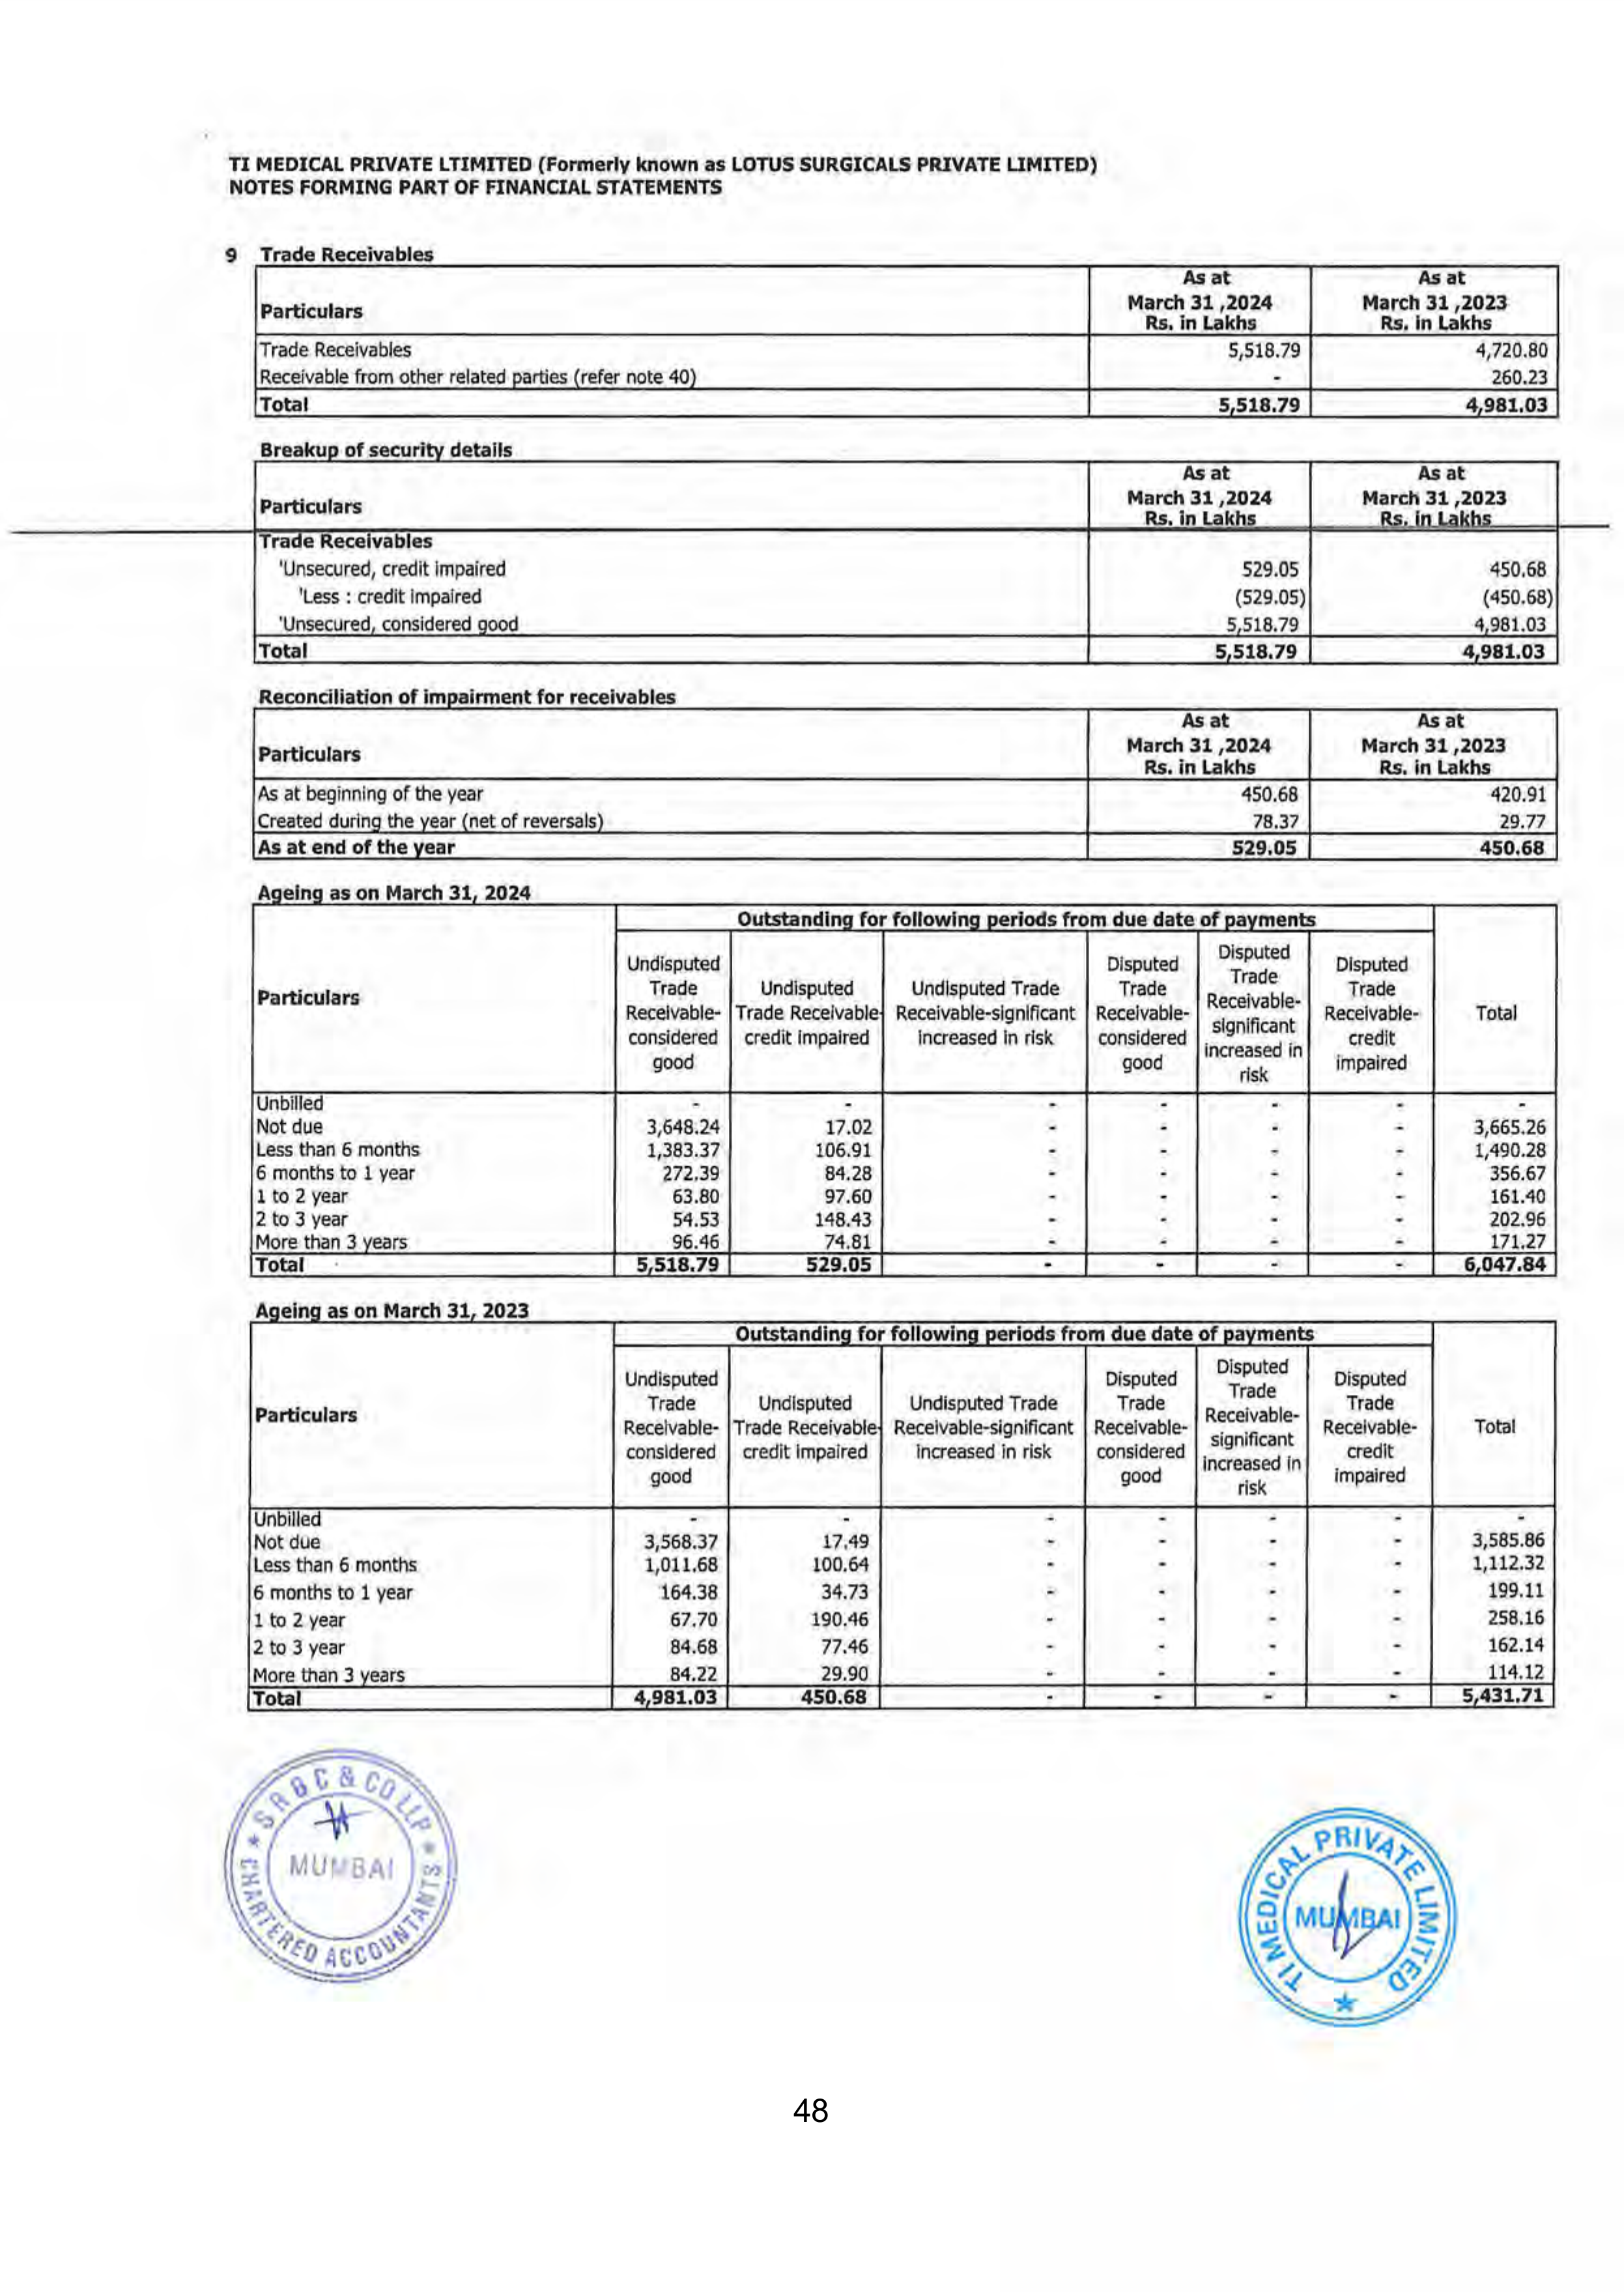 TI MEDICAL PRIVATE LTIMITED (Formerly known as LOTUS SURGICALS PRIVATE LIMITED)
NOTES FORMING PART OF FINANCIAL STATEMENTS
9 Trade Receivables
Particulars As at March 31 ,2024 Rs. in Lakhs As at March 31 ,2023 Rs. in Lakhs
Trade Receivables 5,518.79 4,720.80
Receivable from other related parties (refer note 40) - 260.23
Total 5,518.79 4,981.03
Breakup of security details
Particulars As at March 31 ,2024 Rs. in Lakhs As at March 31 ,2023 Rs. in Lakhs
Trade Receivables
'Unsecured, credit impaired 529.05 450.68
'Less : credit impaired (529.05) (450.68)
'Unsecured, considered good 5,518.79 4,981.03
Total 5,518.79 4,981.03
Reconciliation of impairment for receivables
Particulars As at March 31 ,2024 Rs. in Lakhs As at March 31 ,2023 Rs. in Lakhs
As at beginning of the year 450.68 420.91
Created during the year (net of reversals) 78.37 29.77
As at end of the year 529.05 450.68
Ageing as on March 31, 2024
Outstanding for following periods from due date of payments
Particulars Undisputed Trade Receivable-considered good Undisputed Trade Receivable-credit impaired Undisputed Trade Receivable-significant increased in risk Disputed Trade Receivable-considered good Disputed Trade Receivable-significant increased in risk Disputed Trade Receivable-credit impaired Total
Unbilled - - - - - - -
Not due 3,648.24 17.02 - - - - 3,665.26
Less than 6 months 1,383.37 106.91 - - - - 1,490.28
6 months to 1 year 272.39 84.28 - - - - 356.67
1 to 2 year 63.80 97.60 - - - - 161.40
2 to 3 year 54.53 148.43 - - - - 202.96
More than 3 years 96.46 74.81 - - - - 171.27
Total 5,518.79 529.05 - - - - 6,047.84
Ageing as on March 31, 2023
Outstanding for following periods from due date of payments
Particulars Undisputed Trade Receivable-considered good Undisputed Trade Receivable-credit impaired Undisputed Trade Receivable-significant increased in risk Disputed Trade Receivable-considered good Disputed Trade Receivable-significant increased in risk Disputed Trade Receivable-credit impaired Total
Unbilled - - - - - - -
Not due 3,568.37 17.49 - - - - 3,585.86
Less than 6 months 1,011.68 100.64 - - - - 1,112.32
6 months to 1 year 164.38 34.73 - - - - 199.11
1 to 2 year 67.70 190.46 - - - - 258.16
2 to 3 year 84.68 77.46 - - - - 162.14
More than 3 years 84.22 29.90 - - - - 114.12
Total 4,981.03 450.68 - - - - 5,431.71
S R B C & CO LLP
MUMBAI
CHARTERED ACCOUNTANTS
TI MEDICAL PRIVATE LIMITED
MUMBAI
48